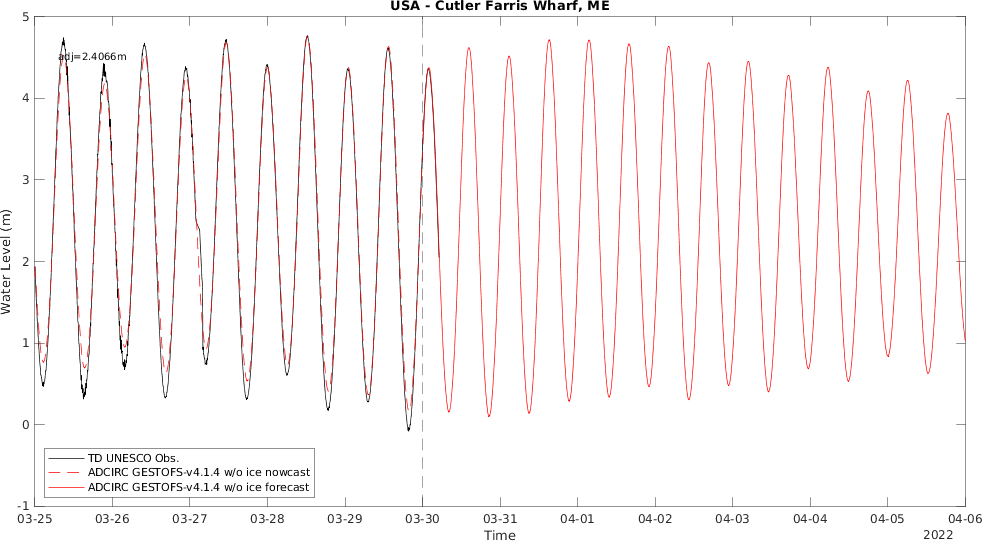 USA - Cutler Farris Wharf, ME
5
4
3
2
1
0
-1
Water Level (m)
adj=2.4066m
TD UNESCO Obs.
ADCIRC GESTOFS-v4.1.4 w/o ice nowcast
ADCIRC GESTOFS-v4.1.4 w/o ice forecast
03-25 03-26 03-27 03-28 03-29 03-30 03-31 04-01 04-02 04-03 04-04 04-05 04-06
Time
2022